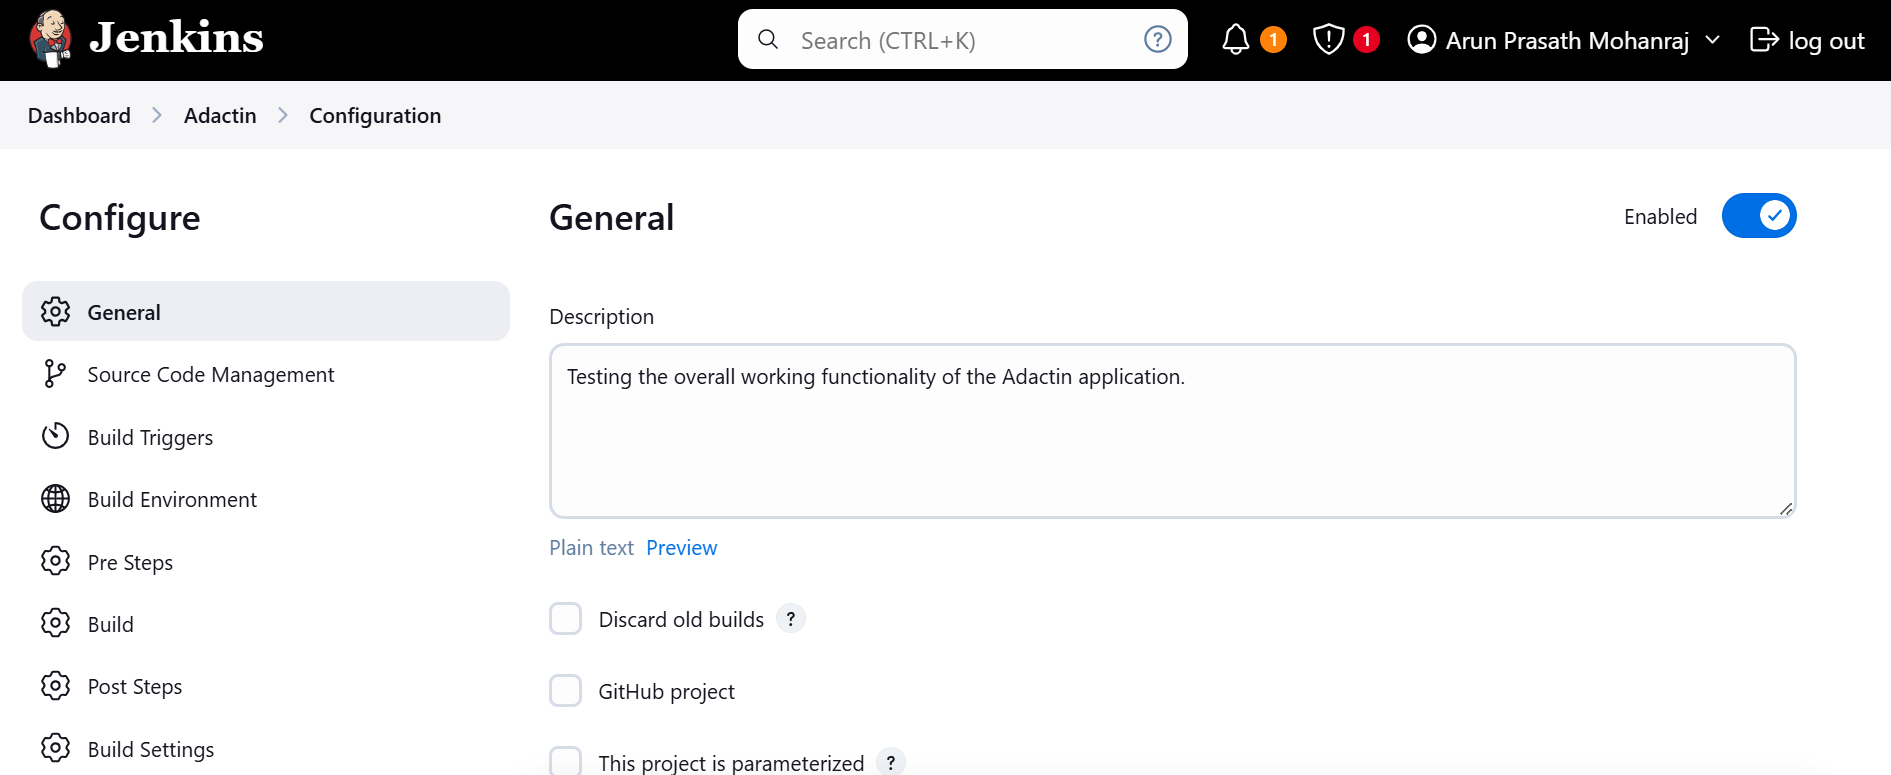 Jenkins
Search (CTRL+K)
?
1
1
Arun Prasath Mohanraj
log out
Dashboard
Adactin
Configuration
Configure
General
Source Code Management
Build Triggers
Build Environment
Pre Steps
Build
Post Steps
Build Settings
General
Enabled
Description
Testing the overall working functionality of the Adactin application.
Plain text Preview
Discard old builds ?
GitHub project
This project is parameterized ?